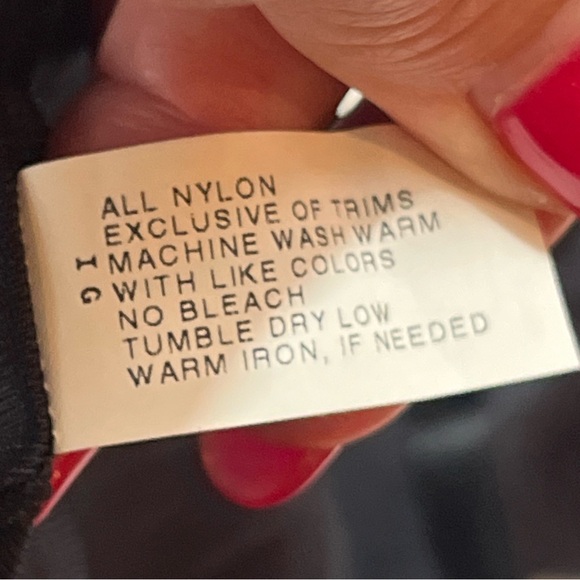 ALL NYLON
EXCLUSIVE OF TRIMS
MACHINE WASH WARM
WITH LIKE COLORS
NO BLEACH
TUMBLE DRY LOW
WARM IRON, IF NEEDED
I G